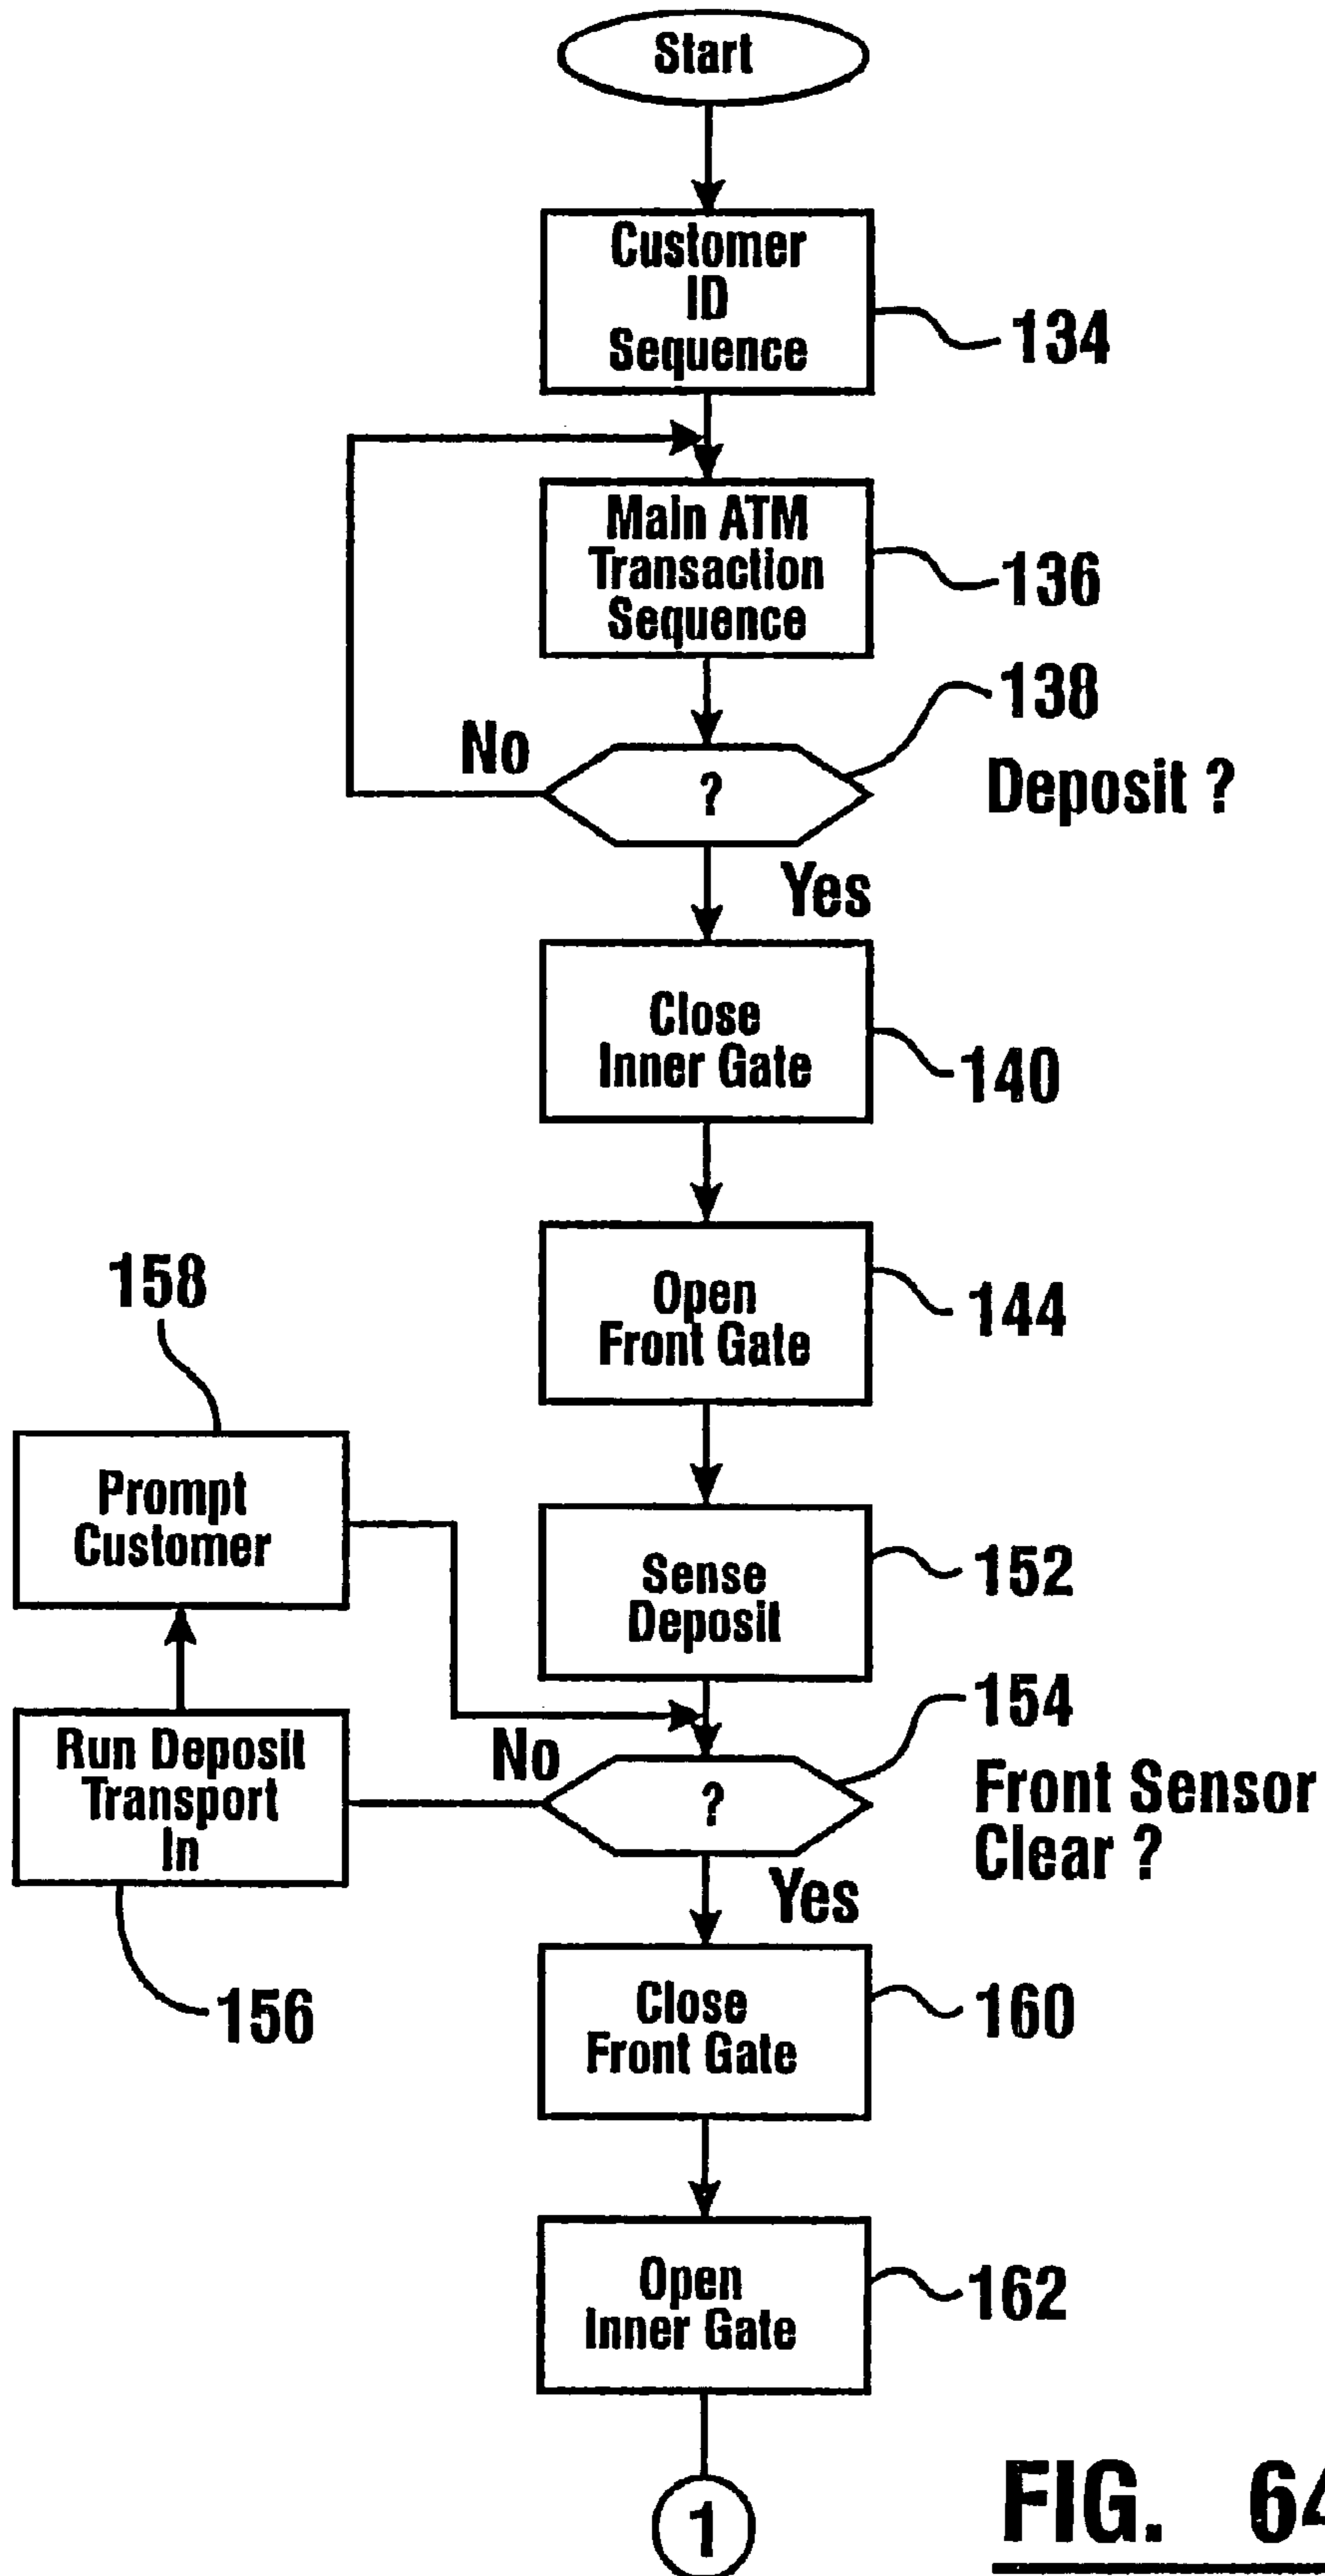 Start
Customer
ID
Sequence
134
Main ATM
Transaction
Sequence
136
138
No
?
Deposit ?
Yes
Close
Inner Gate
140
Open
Front Gate
144
158
Prompt
Customer
Sense
Deposit
152
154
Run Deposit
Transport
In
No
?
Front Sensor
Clear ?
Yes
156
Close
Front Gate
160
Open
Inner Gate
162
1
FIG. 64